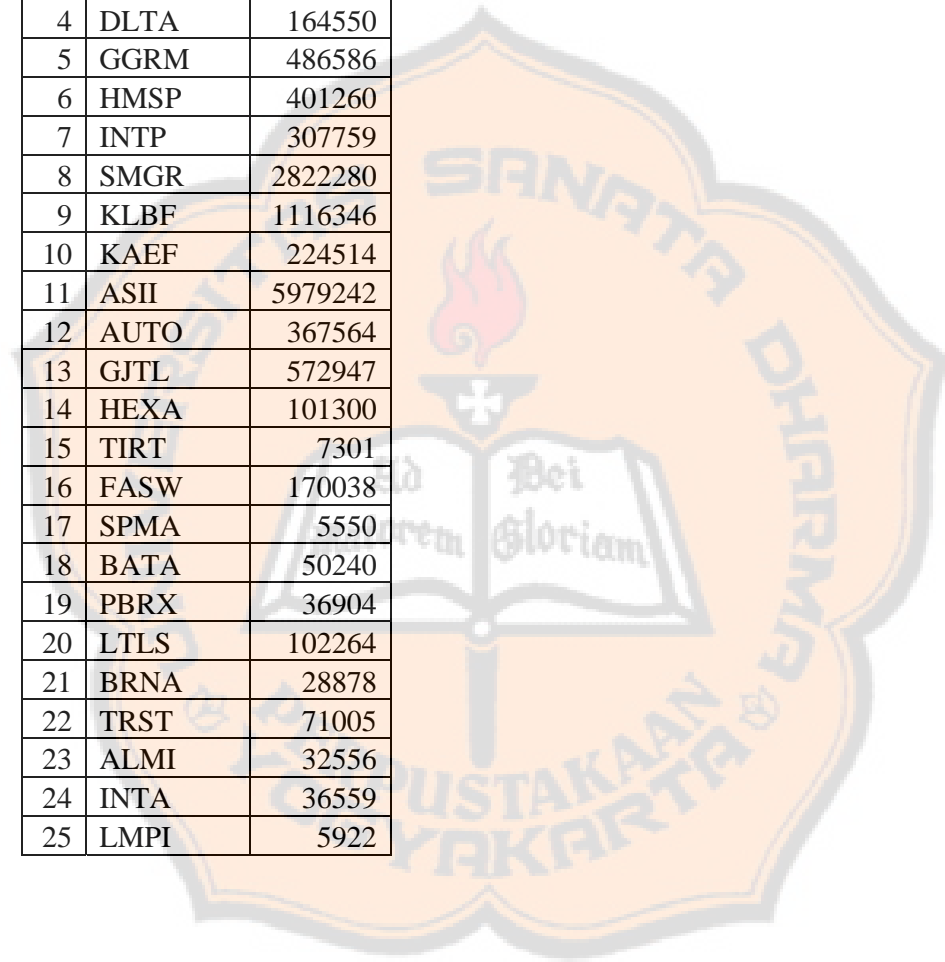 4 DLTA 164550
5 GGRM 486586
6 HMSP 401260
7 INTP 307759
8 SMGR 2822280
9 KLBF 1116346
10 KAEF 224514
11 ASII 5979242
12 AUTO 367564
13 GJTL 572947
14 HEXA 101300
15 TIRT 7301
16 FASW 170038
17 SPMA 5550
18 BATA 50240
19 PBRX 36904
20 LTLS 102264
21 BRNA 28878
22 TRST 71005
23 ALMI 32556
24 INTA 36559
25 LMPI 5922
UNIVERSITAS SANATA DHARMA
Ad Dei
Maiorem Gloriam
PERPUSTAKAAN
YOGYAKARTA